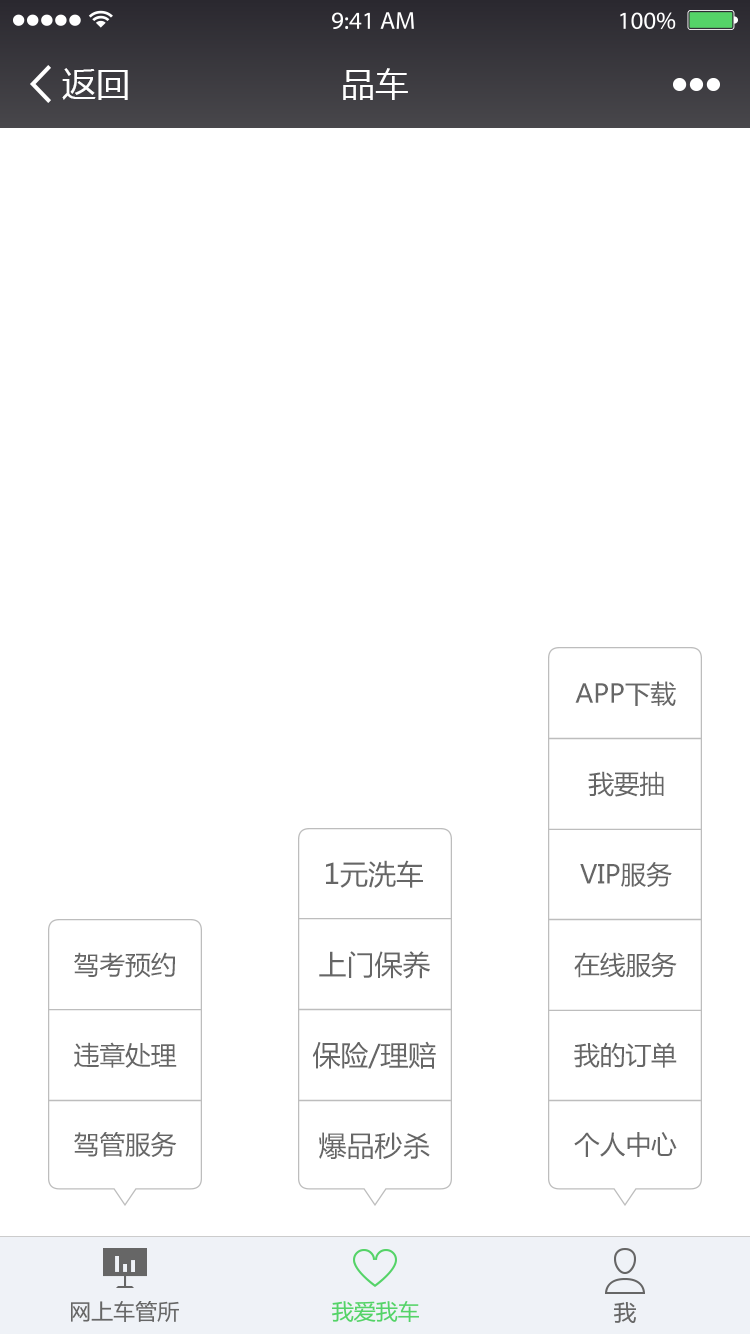 9:41 AM
100%
返回
品车
APP下载
我要抽
VIP服务
在线服务
我的订单
个人中心
1元洗车
上门保养
保险/理赔
爆品秒杀
驾考预约
违章处理
驾管服务
网上车管所
我爱我车
我